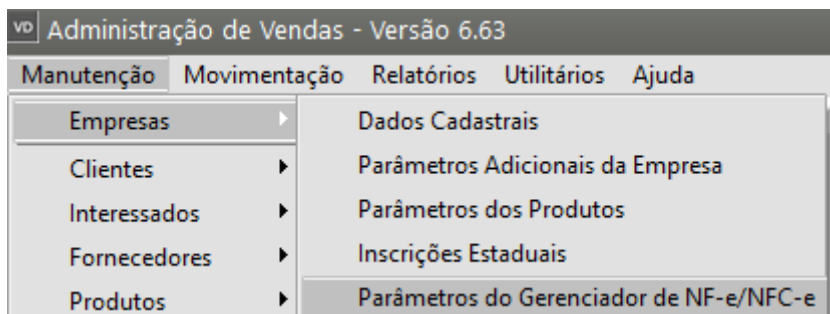 VD Administração de Vendas - Versão 6.63
Manutenção Movimentação Relatórios Utilitários Ajuda
Empresas Dados Cadastrais
Clientes Parâmetros Adicionais da Empresa
Interessados Parâmetros dos Produtos
Fornecedores Inscrições Estaduais
Produtos Parâmetros do Gerenciador de NF-e/NFC-e